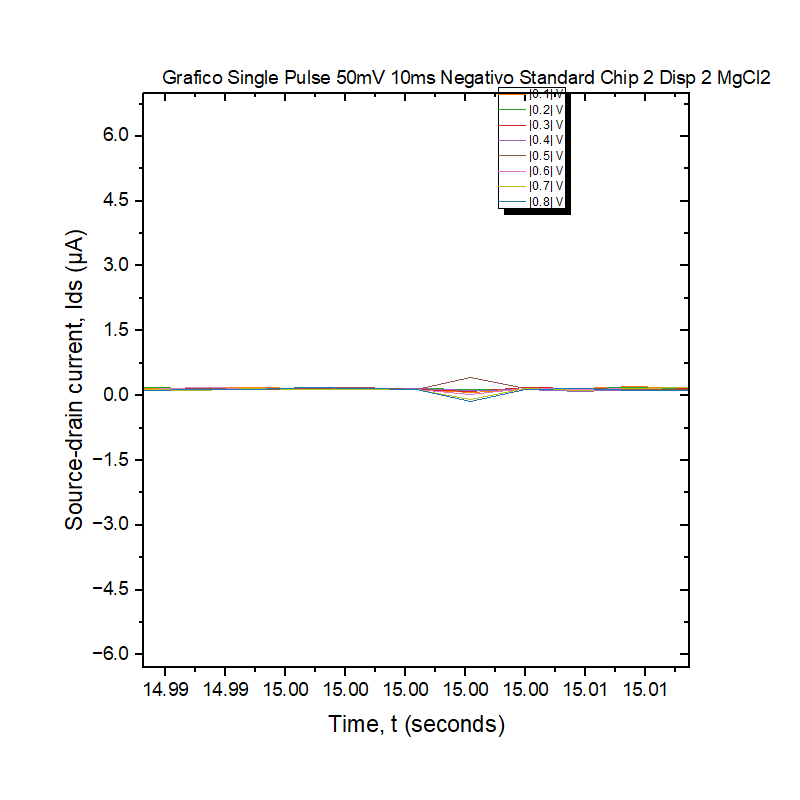 Grafico Single Pulse 50mV 10ms Negativo Standard Chip 2 Disp 2 MgCl2
|0.1| V
|0.2| V
|0.3| V
|0.4| V
|0.5| V
|0.6| V
|0.7| V
|0.8| V
6.0
4.5
3.0
1.5
0.0
−1.5
−3.0
−4.5
−6.0
Source-drain current, Ids (μA)
14.99 14.99 15.00 15.00 15.00 15.00 15.00 15.01 15.01
Time, t (seconds)